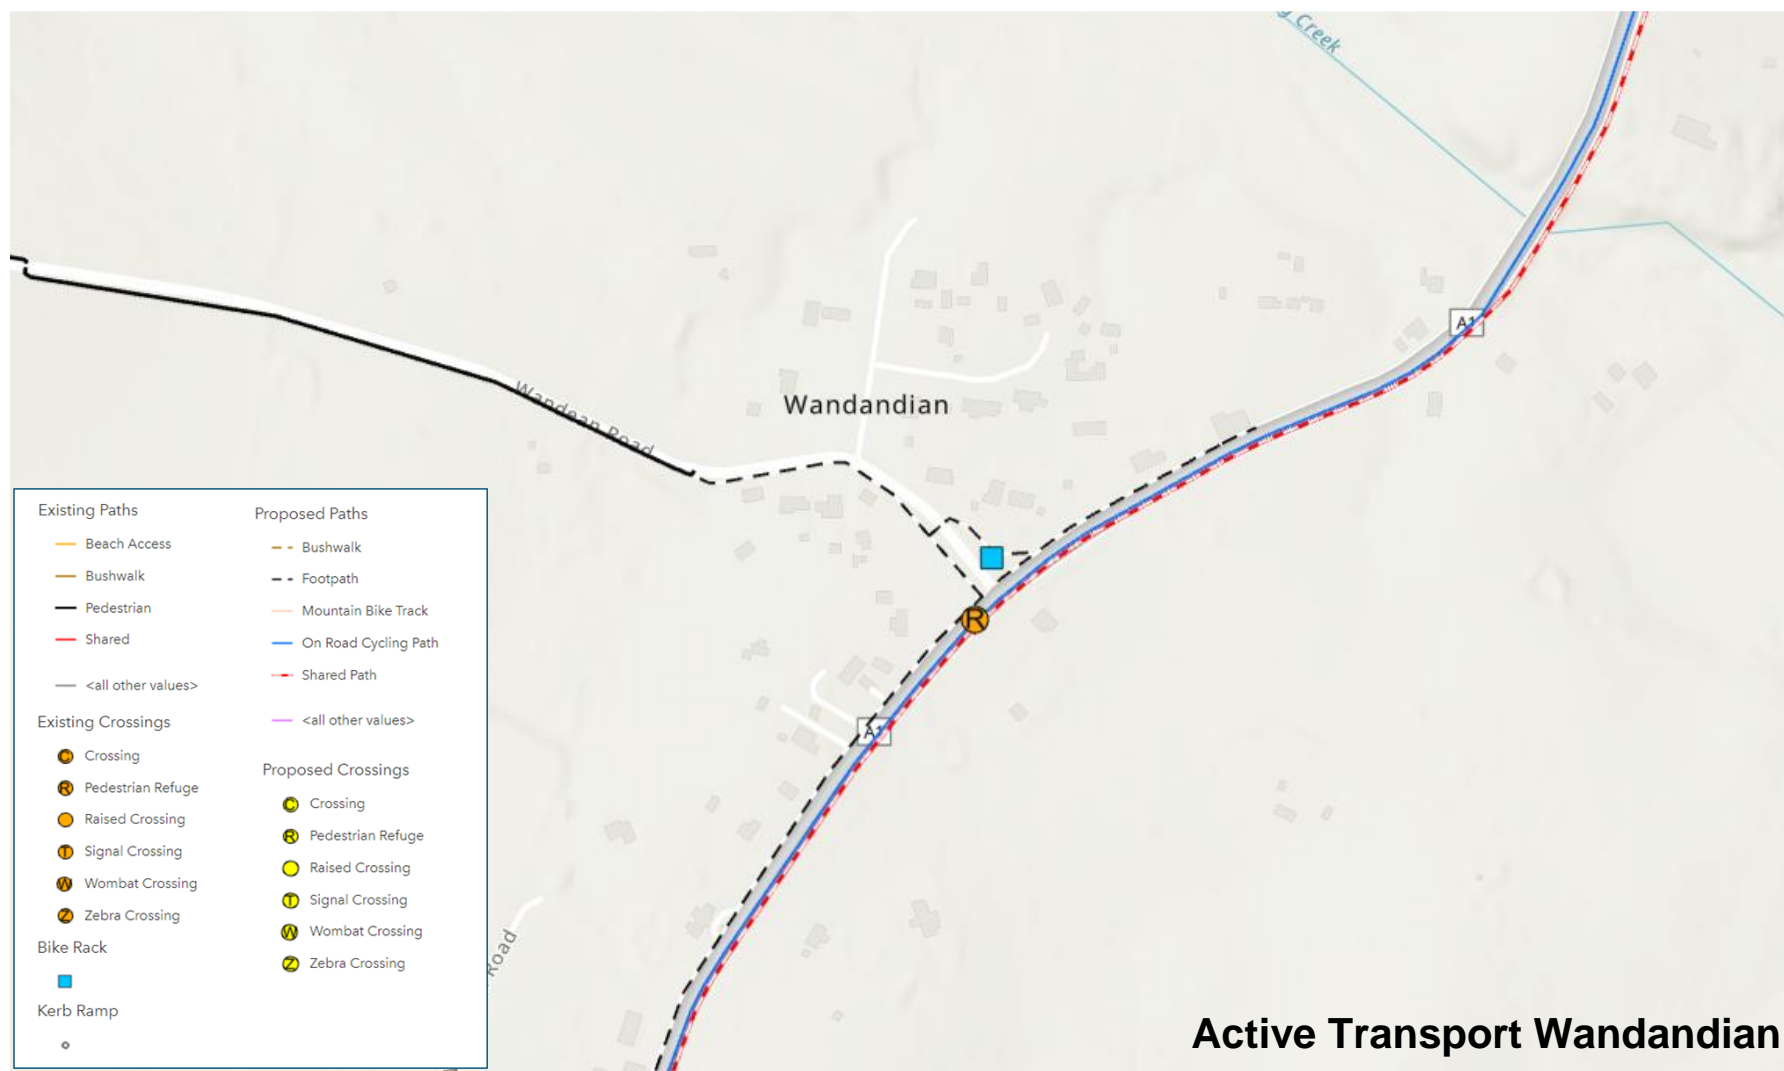 Creek
A1
Wandandian
Wandean Road
A1
Road
Existing Paths
Beach Access
Bushwalk
Pedestrian
Shared
<all other values>
Existing Crossings
C Crossing
R Pedestrian Refuge
Raised Crossing
T Signal Crossing
W Wombat Crossing
Z Zebra Crossing
Bike Rack
Kerb Ramp
Proposed Paths
Bushwalk
Footpath
Mountain Bike Track
On Road Cycling Path
Shared Path
<all other values>
Proposed Crossings
C Crossing
R Pedestrian Refuge
Raised Crossing
T Signal Crossing
W Wombat Crossing
Z Zebra Crossing
R
Active Transport Wandandian